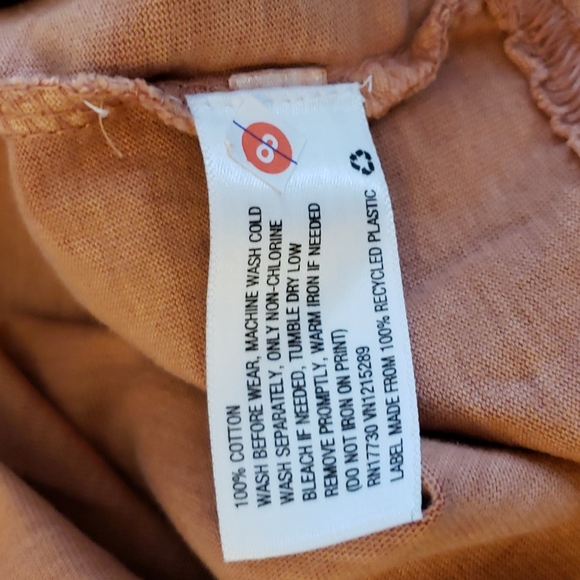 100% COTTON
WASH BEFORE WEAR, MACHINE WASH COLD
WASH SEPARATELY, ONLY NON-CHLORINE
BLEACH IF NEEDED, TUMBLE DRY LOW
REMOVE PROMPTLY, WARM IRON IF NEEDED
(DO NOT IRON ON PRINT)
RN17730 VN1215289
LABEL MADE FROM 100% RECYCLED PLASTIC